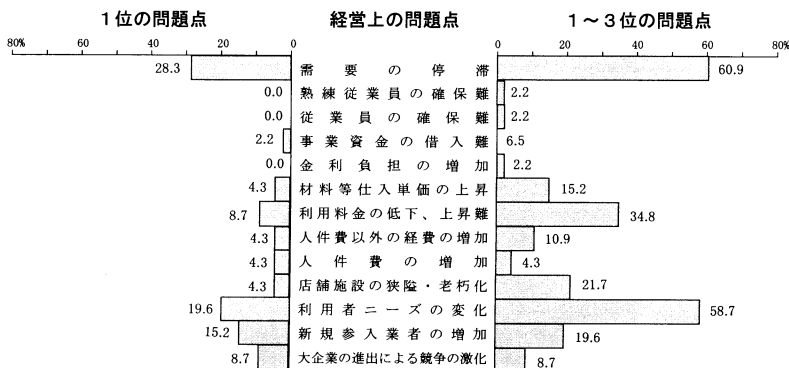 1位の問題点 経営上の問題点 1～3位の問題点
80% 60 40 20 0 0 20 40 60 80%
28.3 需要の停滞 60.9
0.0 熟練従業員の確保難 2.2
0.0 従業員の確保難 2.2
2.2 事業資金の借入難 6.5
0.0 金利負担の増加 2.2
4.3 材料等仕入単価の上昇 15.2
8.7 利用料金の低下、上昇難 34.8
4.3 人件費以外の経費の増加 10.9
4.3 人件費の増加 4.3
4.3 店舗施設の狭隘・老朽化 21.7
19.6 利用者ニーズの変化 58.7
15.2 新規参入業者の増加 19.6
8.7 大企業の進出による競争の激化 8.7